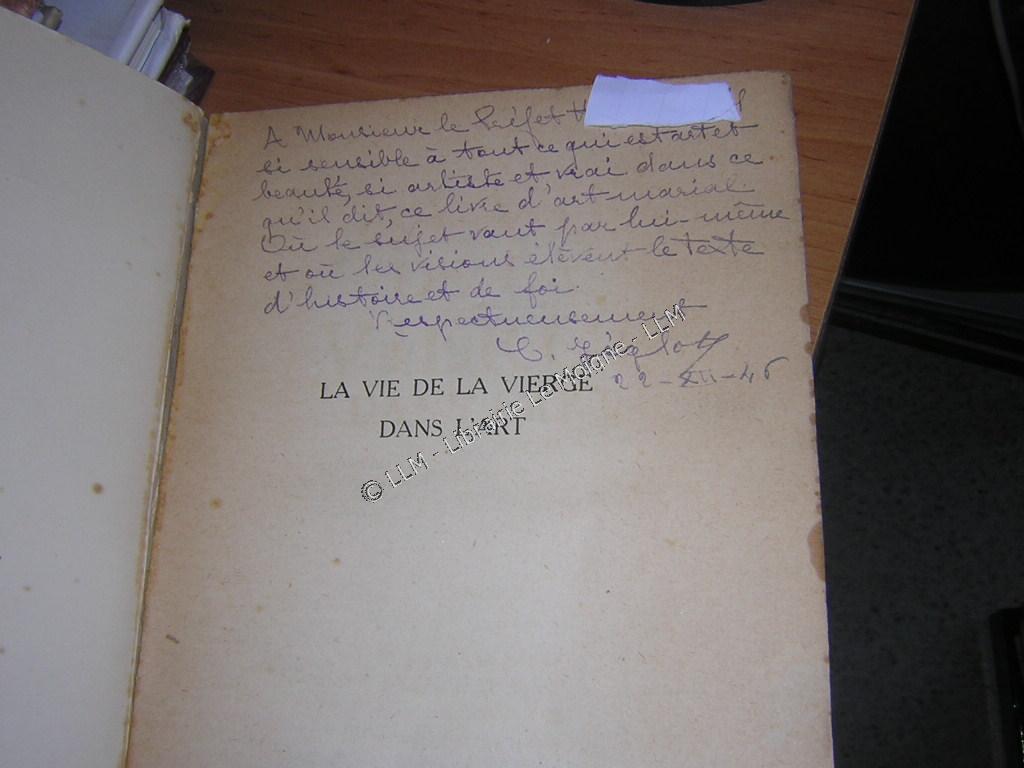 A Monsieur le Préfet
si sensible à tout ce qui est art et
beauté, si artiste et vrai dans ce
qu'il dit, ce livre d'art marial
Où le sujet vaut par lui-même
et où les visions élèvent le texte
d'histoire et de foi.
Respectueusement
22-XII-46
LA VIE DE LA VIERGE
DANS L'ART
© LLM - Librairie Le Moigne - LLM